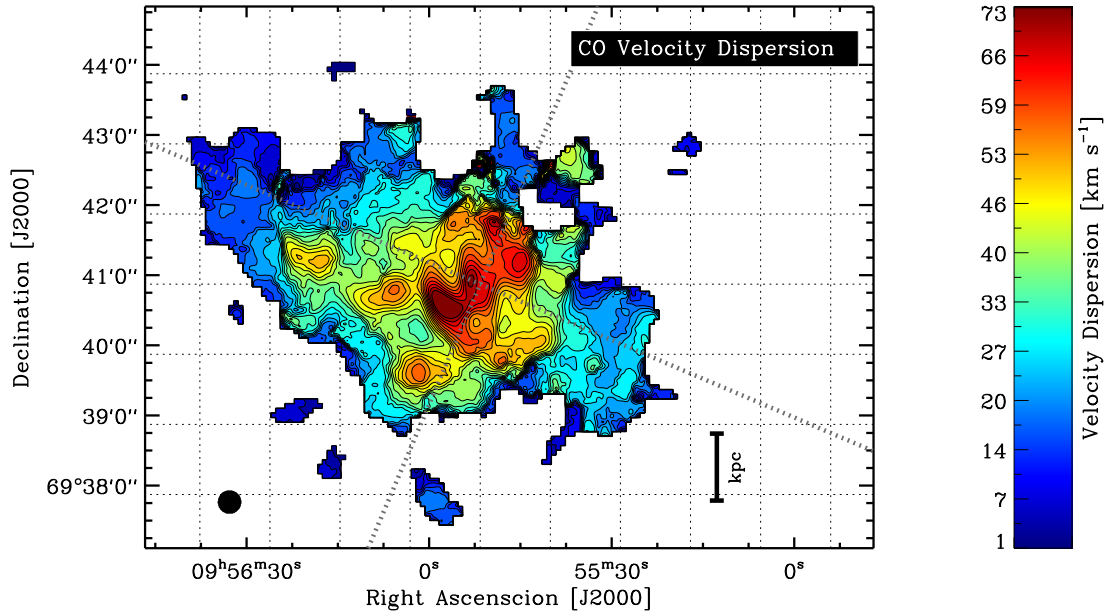 CO Velocity Dispersion
44'0''
43'0''
42'0''
41'0''
40'0''
39'0''
69°38'0''
Declination [J2000]
09ʰ56ᵐ30ˢ
0ˢ
55ᵐ30ˢ
0ˢ
Right Ascenscion [J2000]
kpc
73
66
59
53
46
40
33
27
20
14
7
1
Velocity Dispersion [km s⁻¹]